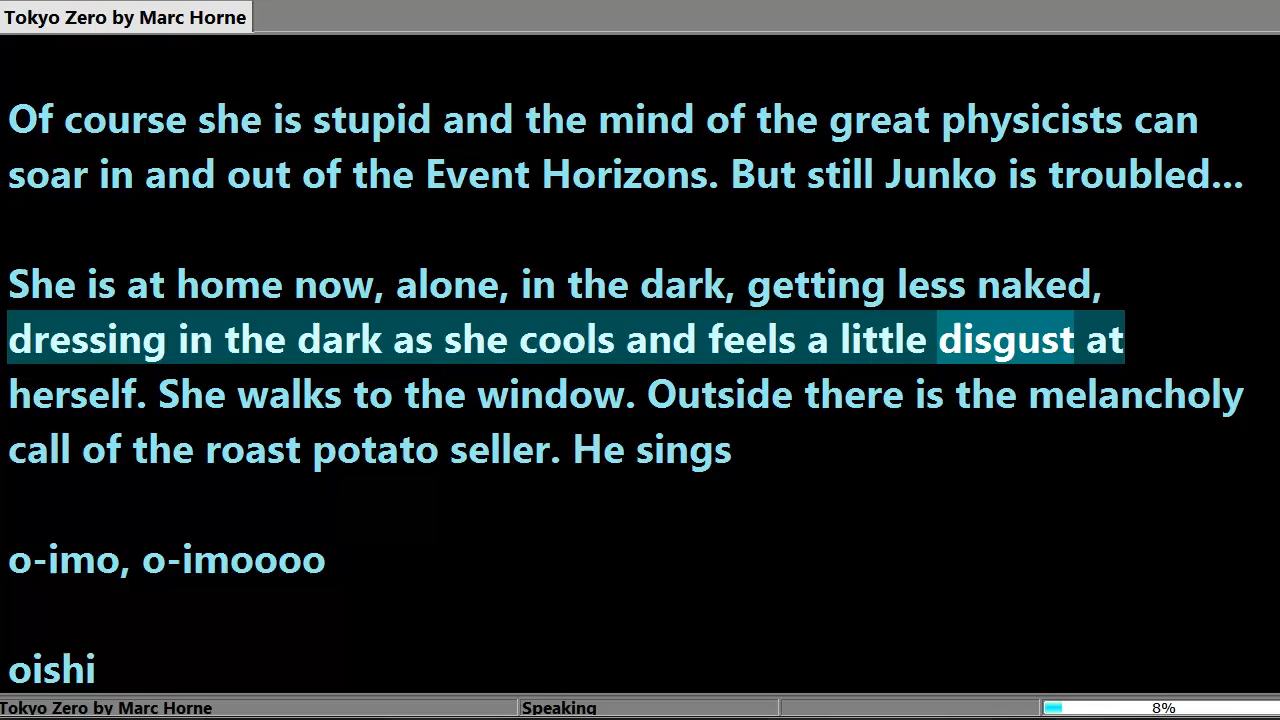 Tokyo Zero by Marc Horne
Of course she is stupid and the mind of the great physicists can
soar in and out of the Event Horizons. But still Junko is troubled...
She is at home now, alone, in the dark, getting less naked,
dressing in the dark as she cools and feels a little disgust at
herself. She walks to the window. Outside there is the melancholy
call of the roast potato seller. He sings
o-imo, o-imoooo
oishi
Tokyo Zero by Marc Horne
Speaking
8%